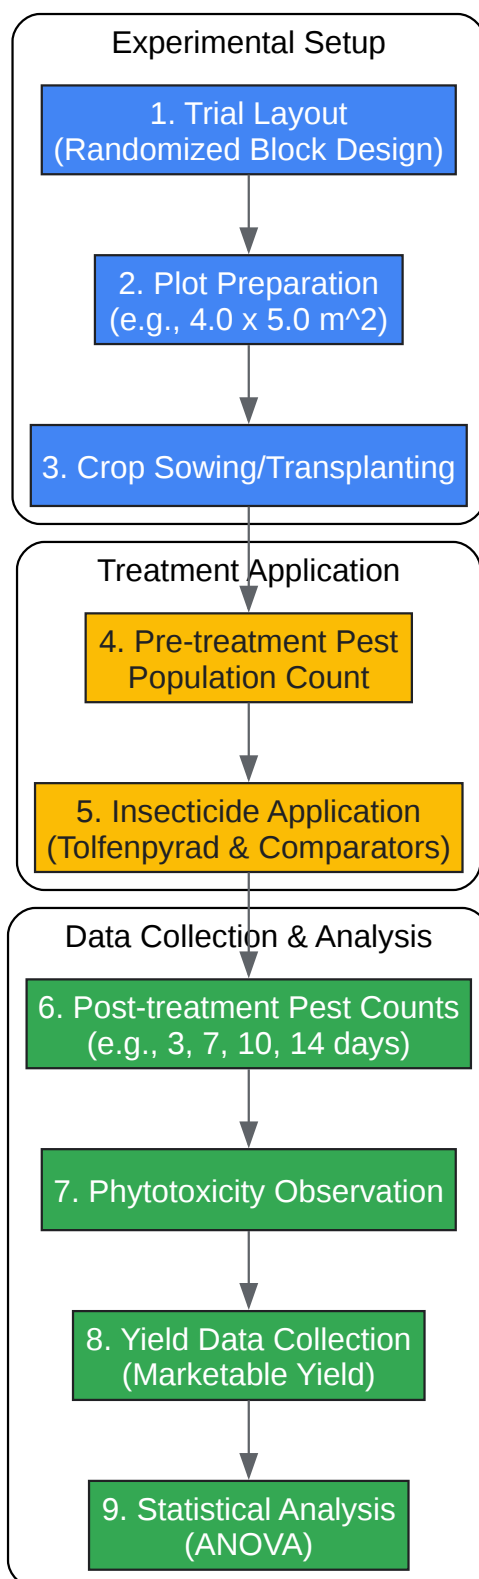 Experimental Setup
1. Trial Layout
(Randomized Block Design)
2. Plot Preparation
(e.g., 4.0 x 5.0 m^2)
3. Crop Sowing/Transplanting
Treatment Application
4. Pre-treatment Pest
Population Count
5. Insecticide Application
(Tolfenpyrad & Comparators)
Data Collection & Analysis
6. Post-treatment Pest Counts
(e.g., 3, 7, 10, 14 days)
7. Phytotoxicity Observation
8. Yield Data Collection
(Marketable Yield)
9. Statistical Analysis
(ANOVA)